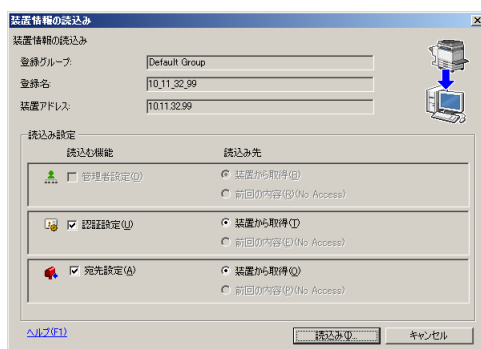 装置情報の読込み
装置情報の読込み
登録グループ: Default Group
登録名: 10_11_32_99
装置アドレス: 10.11.32.99
読込み設定
読込む機能 読込み先
管理者設定(D) 装置から取得(B)
前回の内容(R)(No Access)
認証設定(U) 装置から取得(T)
前回の内容(E)(No Access)
宛先設定(A) 装置から取得(Q)
前回の内容(P)(No Access)
ヘルプ(F1) 読込み(I)... キャンセル